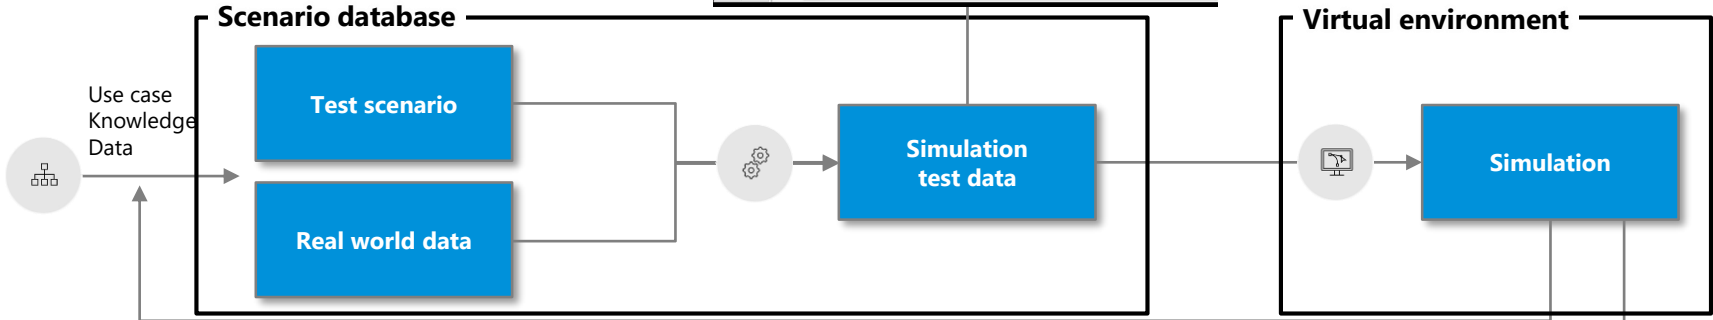 Scenario database
Virtual environment
Use case
Knowledge
Data
Test scenario
Real world data
Simulation
test data
Simulation